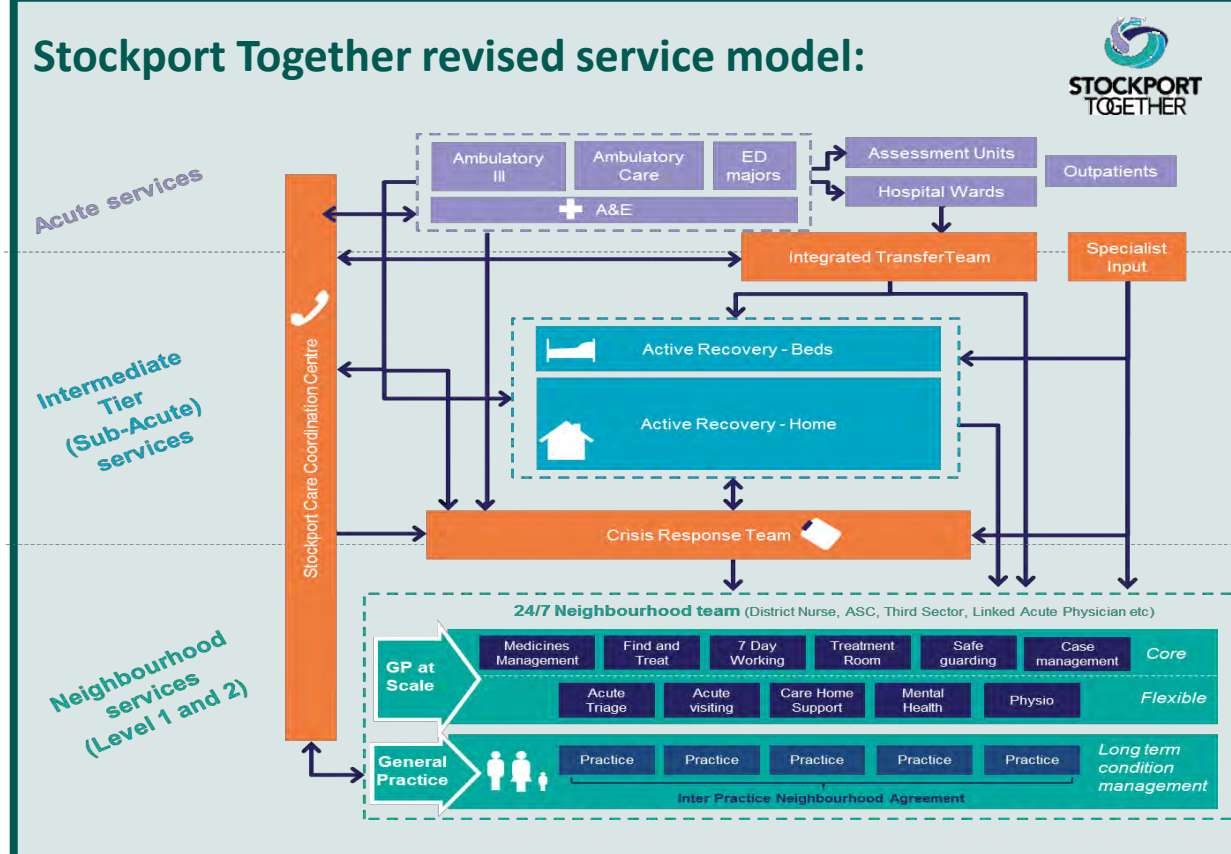 Stockport Together revised service model:
STOCKPORT
TOGETHER
Acute services
Ambulatory
III
Ambulatory
Care
ED
majors
A&E
Assessment Units
Hospital Wards
Outpatients
Integrated TransferTeam
Specialist
Input
Stockport Care Coordination Centre
Intermediate
Tier
(Sub-Acute)
services
Active Recovery - Beds
Active Recovery - Home
Crisis Response Team
Neighbourhood
services
(Level 1 and 2)
24/7 Neighbourhood team (District Nurse, ASC, Third Sector, Linked Acute Physician etc)
GP at
Scale
Medicines
Management
Find and
Treat
7 Day
Working
Treatment
Room
Safe
guarding
Case
management
Core
Acute
Triage
Acute
visiting
Care Home
Support
Mental
Health
Physio
Flexible
General
Practice
Practice
Practice
Practice
Practice
Practice
Inter Practice Neighbourhood Agreement
Long term
condition
management